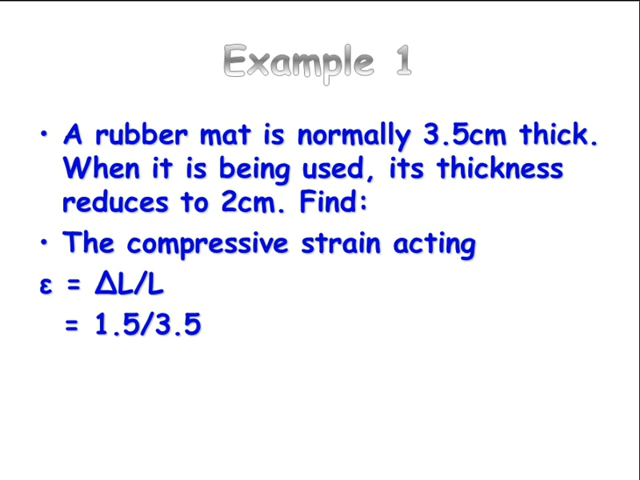 Example 1
• A rubber mat is normally 3.5cm thick.
When it is being used, its thickness
reduces to 2cm. Find:
• The compressive strain acting
ε = ΔL/L
= 1.5/3.5